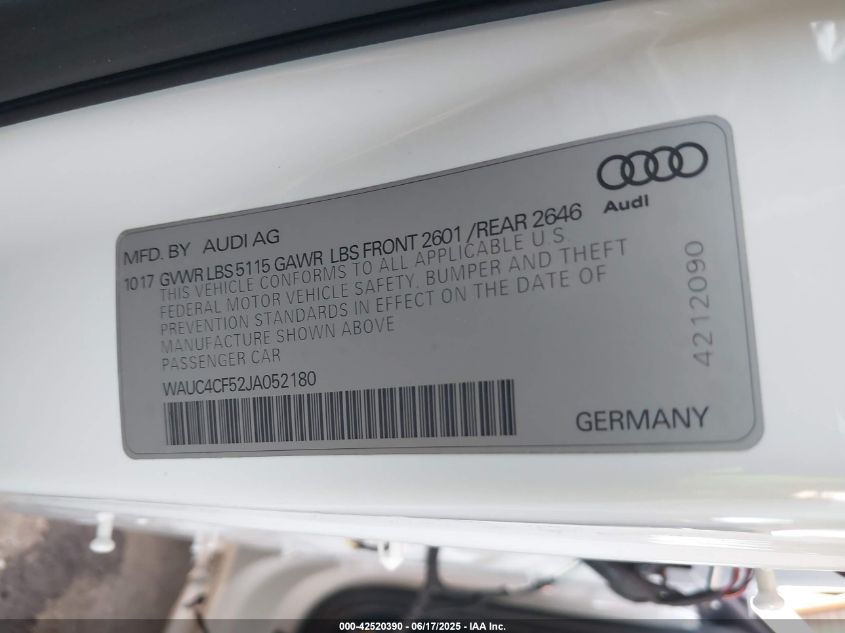 Audi
MFD. BY AUDI AG
1017 GVWR LBS 5115 GAWR LBS FRONT 2601 /REAR 2646
THIS VEHICLE CONFORMS TO ALL APPLICABLE U.S
FEDERAL MOTOR VEHICLE SAFETY, BUMPER AND THEFT
PREVENTION STANDARDS IN EFFECT ON THE DATE OF
MANUFACTURE SHOWN ABOVE
PASSENGER CAR
WAUC4CF52JA052180
GERMANY
4212090
000-42520390 - 06/17/2025 - IAA Inc.